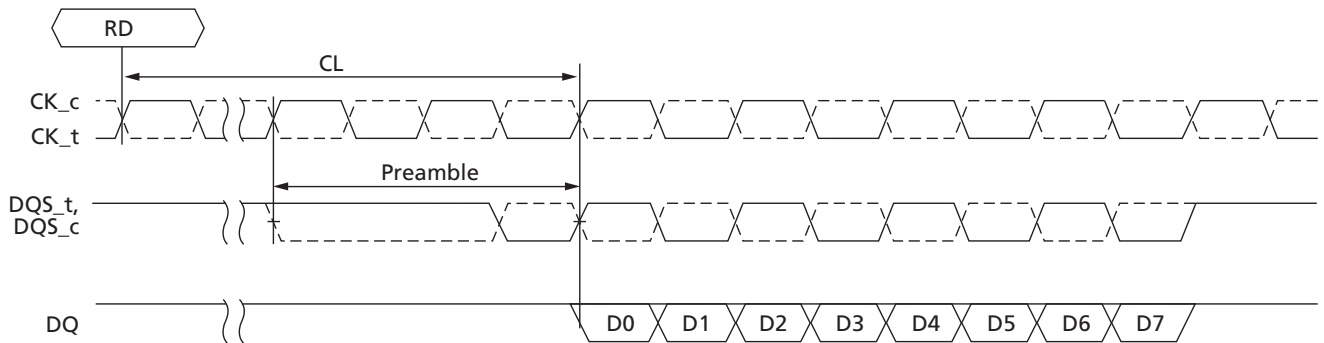 RD
CL
CK_c
CK_t
Preamble
DQS_t,
DQS_c
DQ
D0 D1 D2 D3 D4 D5 D6 D7